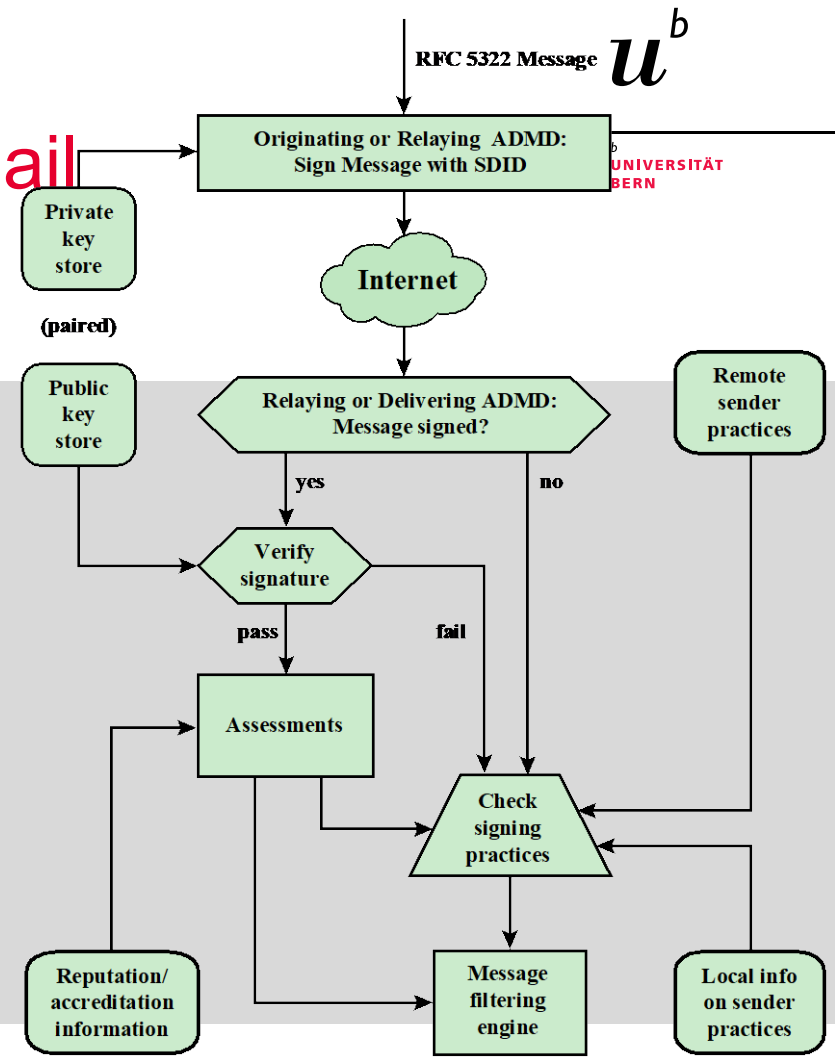 RFC 5322 Message
u
b
Originating or Relaying ADMD:
Sign Message with SDID
b
UNIVERSITÄT
BERN
ail
Private
key
store
Internet
(paired)
Public
key
store
Relaying or Delivering ADMD:
Message signed?
Remote
sender
practices
yes
no
Verify
signature
pass
fail
Assessments
Check
signing
practices
Reputation/
accreditation
information
Message
filtering
engine
Local info
on sender
practices